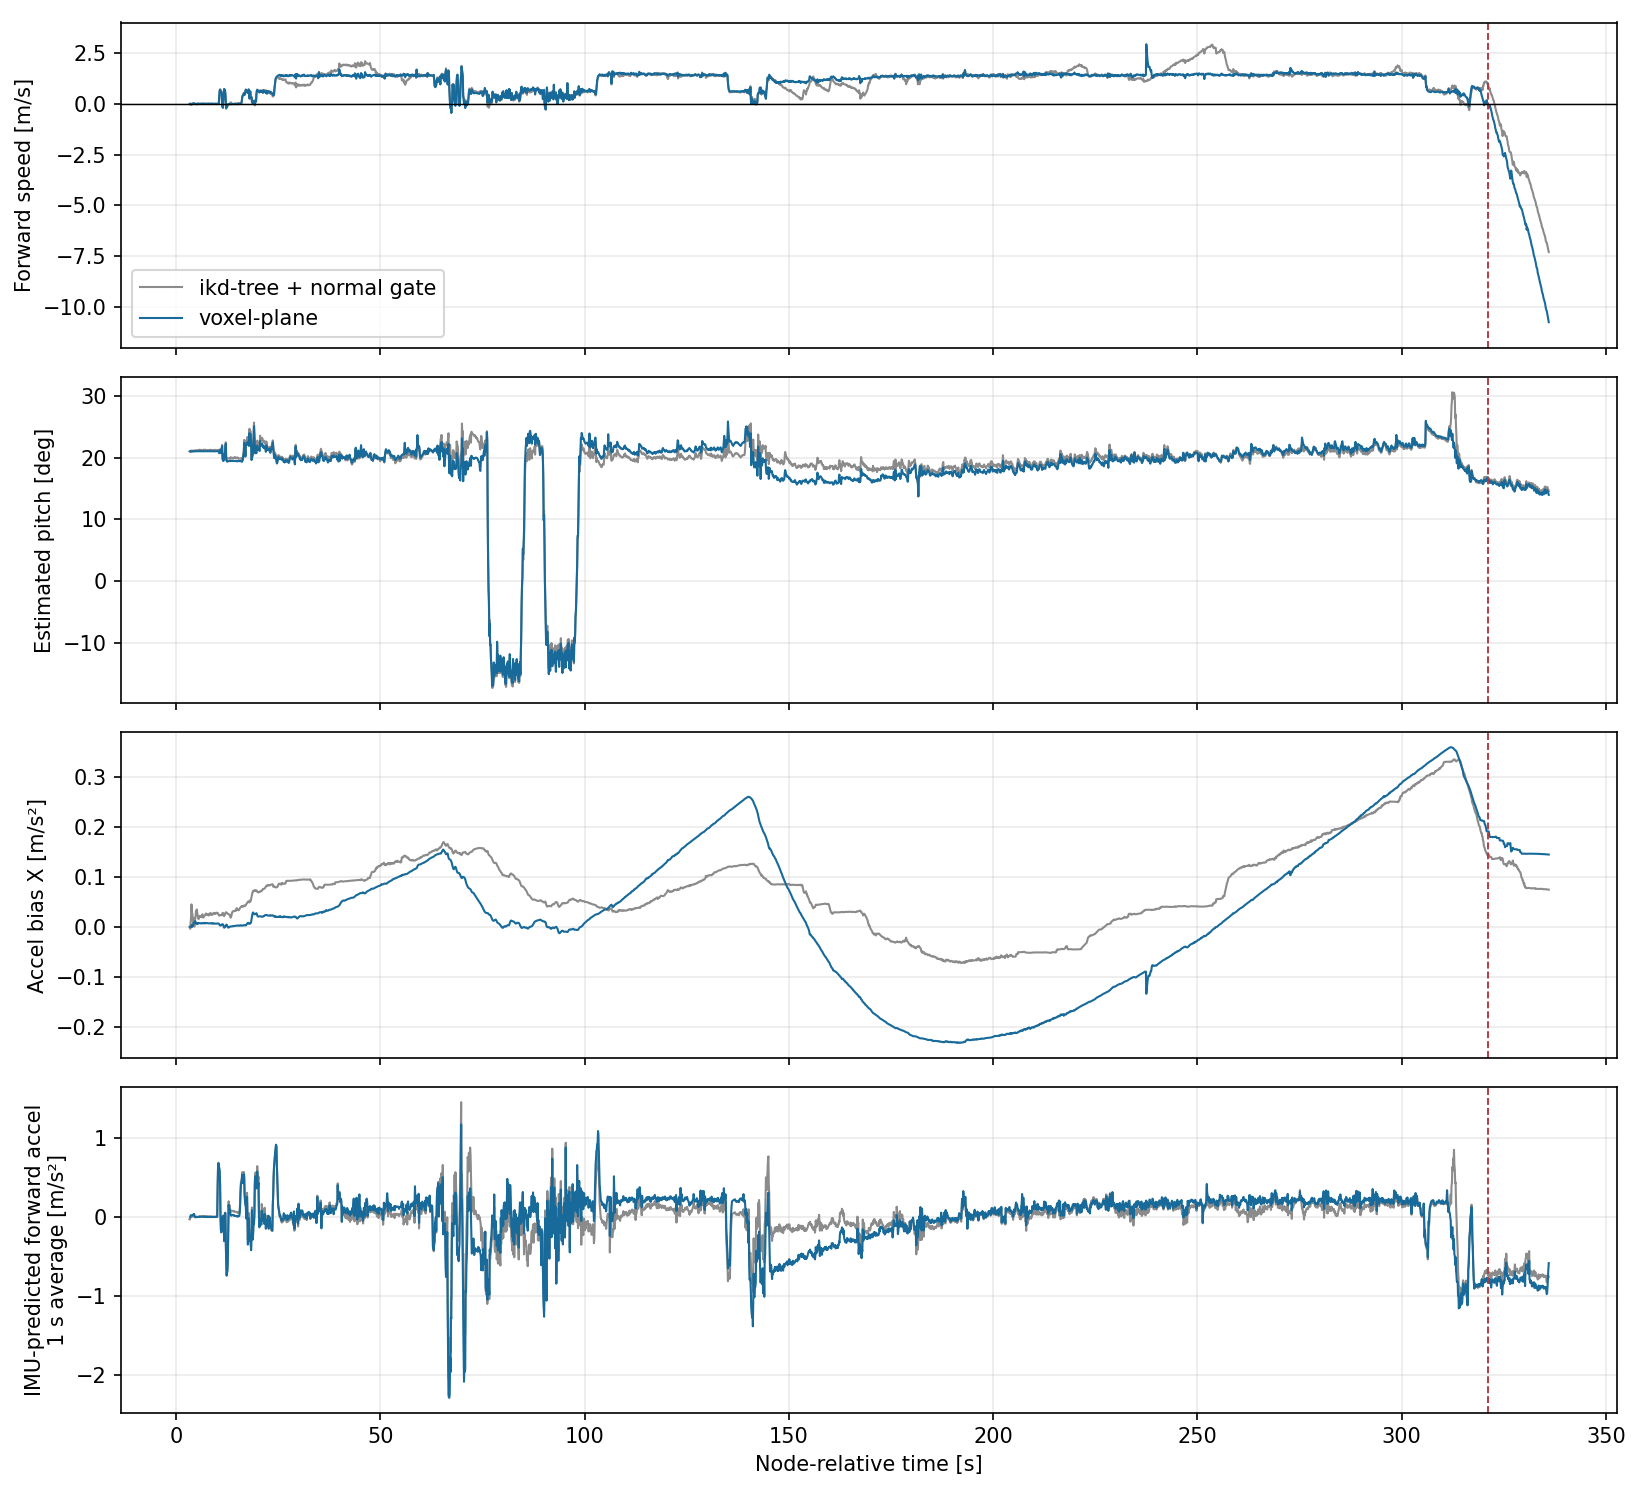 2.5
0.0
−2.5
−5.0
−7.5
−10.0
Forward speed [m/s]
ikd-tree + normal gate
voxel-plane
30
20
10
0
−10
Estimated pitch [deg]
0.3
0.2
0.1
0.0
−0.1
−0.2
Accel bias X [m/s²]
1
0
−1
−2
IMU-predicted forward accel
1 s average [m/s²]
0 50 100 150 200 250 300 350
Node-relative time [s]